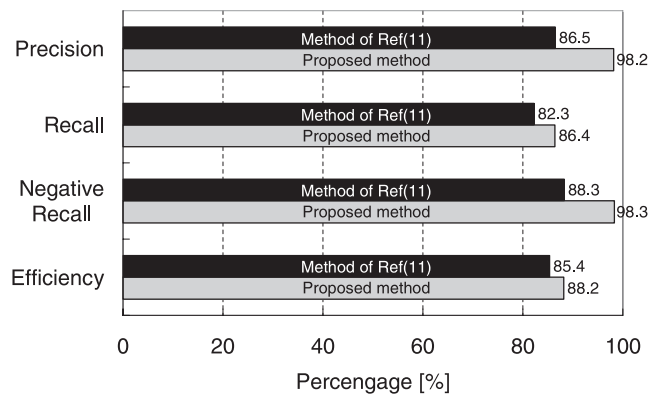 Precision
Method of Ref(11)
86.5
Proposed method
98.2
Recall
Method of Ref(11)
82.3
Proposed method
86.4
Negative
Recall
Method of Ref(11)
88.3
Proposed method
98.3
Efficiency
Method of Ref(11)
85.4
Proposed method
88.2
0 20 40 60 80 100
Percengage [%]